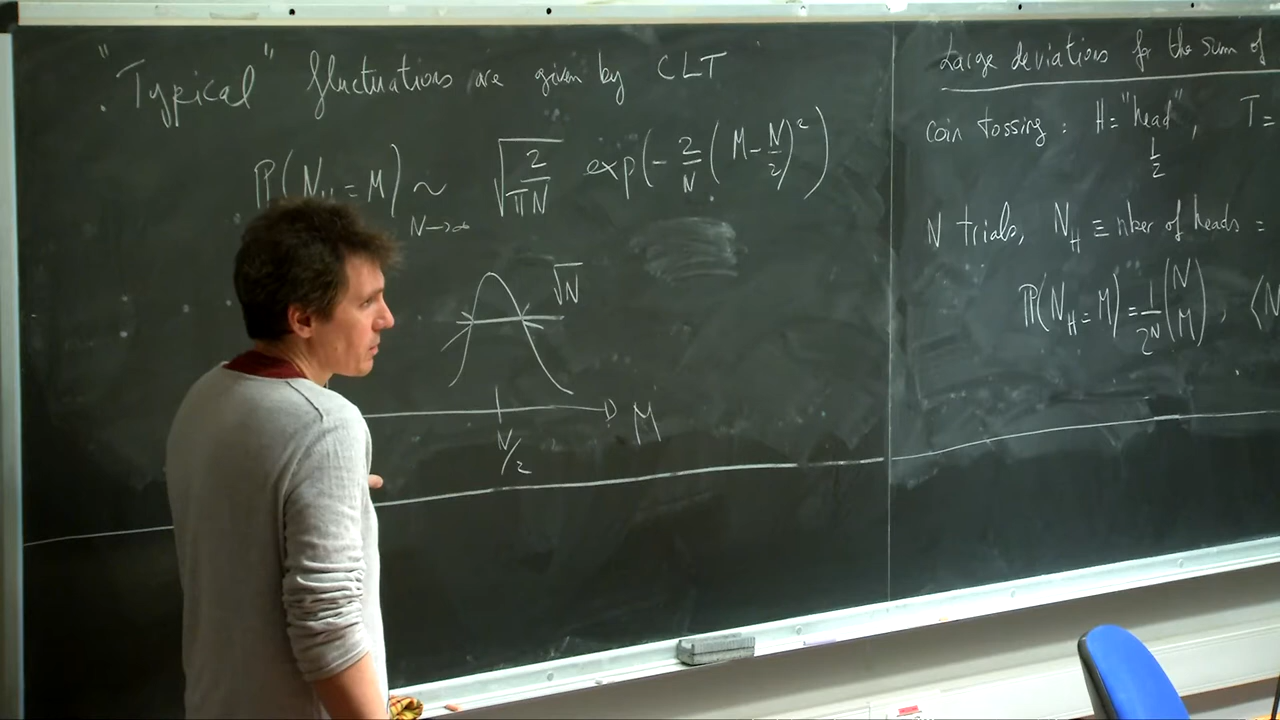 "Typical" fluctuations are given by CLT
ℙ(N_H = M) ~_{N→∞} √(2/(πN)) exp(-2/N (M - N/2)²)
√N
M
N/2
Large deviations for the sum of
coin tossing : H = "head", T =
1/2
N trials, N_H ≡ nber of heads =
ℙ(N_H = M) = 1/2^N (N M), ⟨N